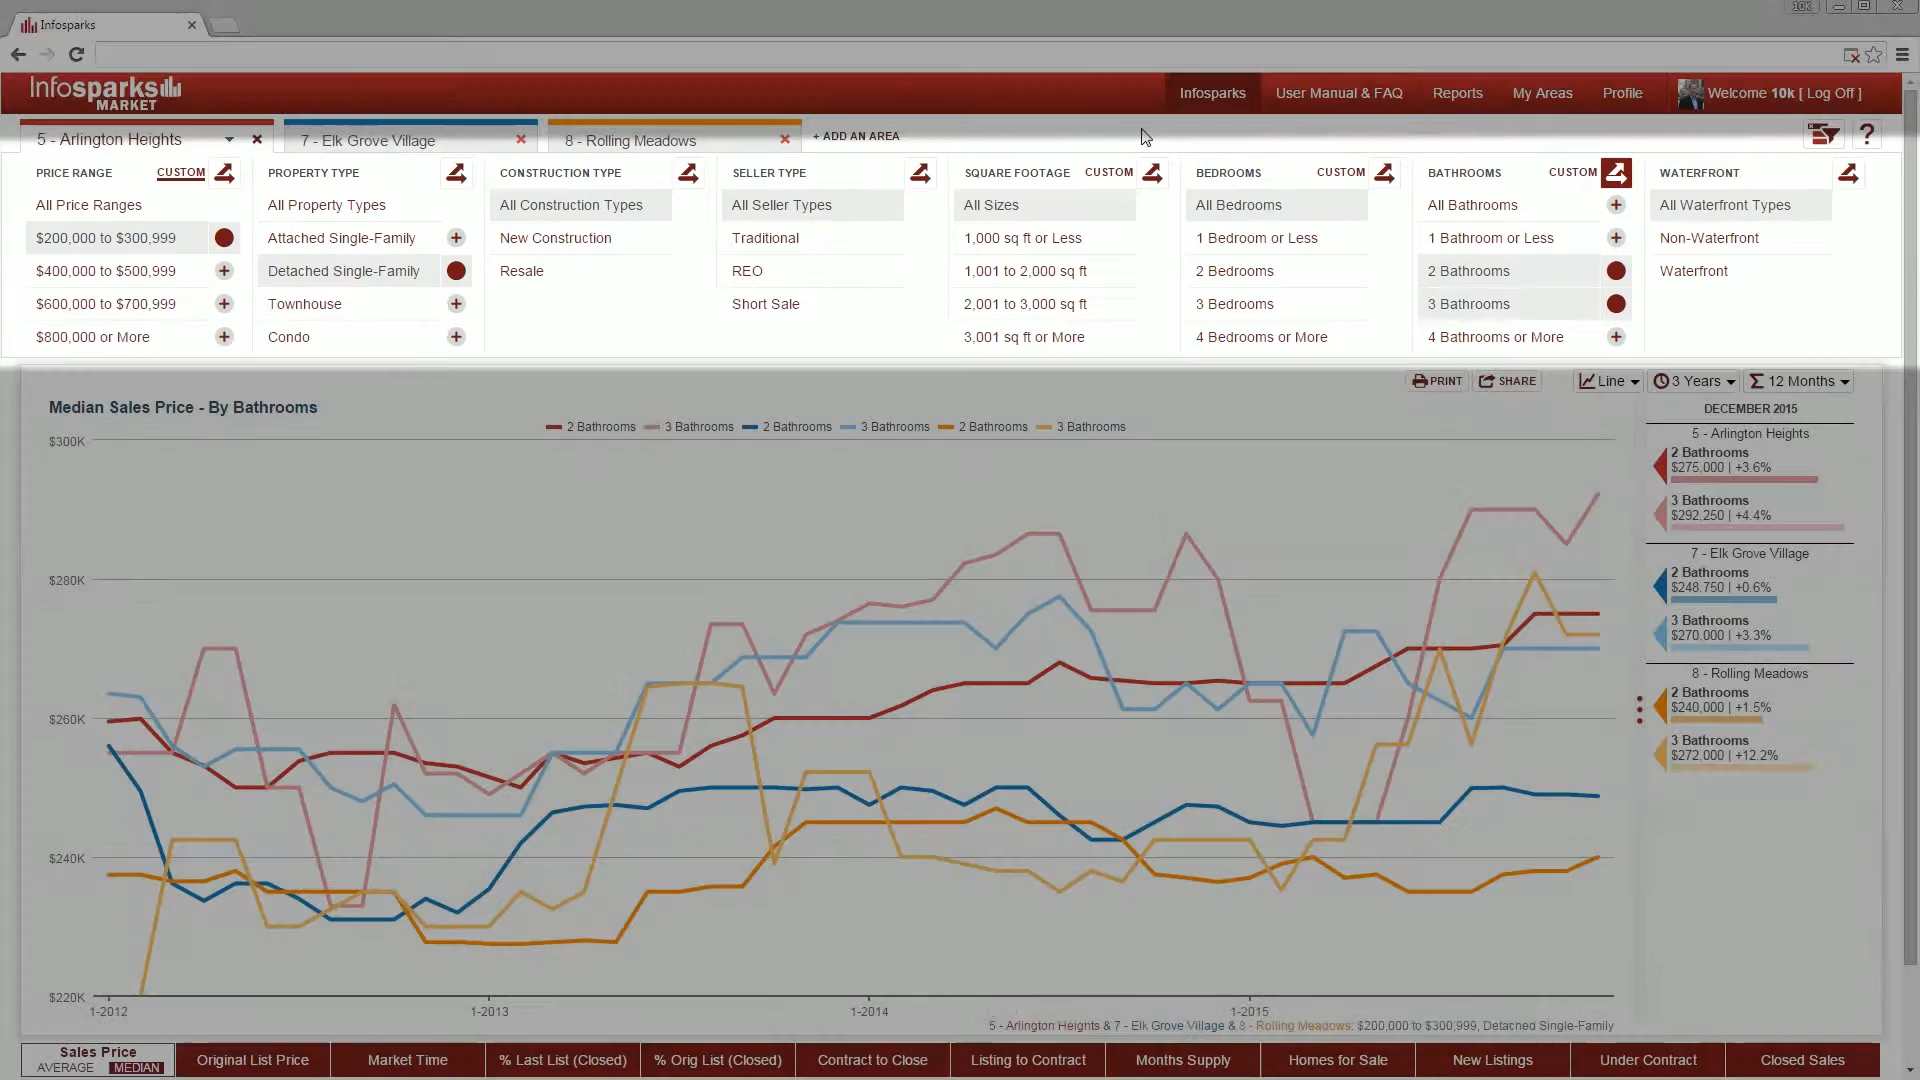 Infosparks
10K
Infosparks
MARKET
Infosparks
User Manual & FAQ
Reports
My Areas
Profile
Welcome 10k [ Log Off ]
5 - Arlington Heights
7 - Elk Grove Village
8 - Rolling Meadows
+ ADD AN AREA
?
PRICE RANGE CUSTOM
All Price Ranges
$200,000 to $300,999
$400,000 to $500,999
$600,000 to $700,999
$800,000 or More
PROPERTY TYPE
All Property Types
Attached Single-Family
Detached Single-Family
Townhouse
Condo
CONSTRUCTION TYPE
All Construction Types
New Construction
Resale
SELLER TYPE
All Seller Types
Traditional
REO
Short Sale
SQUARE FOOTAGE CUSTOM
All Sizes
1,000 sq ft or Less
1,001 to 2,000 sq ft
2,001 to 3,000 sq ft
3,001 sq ft or More
BEDROOMS CUSTOM
All Bedrooms
1 Bedroom or Less
2 Bedrooms
3 Bedrooms
4 Bedrooms or More
BATHROOMS CUSTOM
All Bathrooms
1 Bathroom or Less
2 Bathrooms
3 Bathrooms
4 Bathrooms or More
WATERFRONT
All Waterfront Types
Non-Waterfront
Waterfront
PRINT
SHARE
Line
3 Years
12 Months
Median Sales Price - By Bathrooms
2 Bathrooms 3 Bathrooms 2 Bathrooms 3 Bathrooms 2 Bathrooms 3 Bathrooms
$300K
$280K
$260K
$240K
$220K
1-2012
1-2013
1-2014
1-2015
5 - Arlington Heights & 7 - Elk Grove Village & 8 - Rolling Meadows: $200,000 to $300,999, Detached Single-Family
DECEMBER 2015
5 - Arlington Heights
2 Bathrooms
$275,000 | +3.6%
3 Bathrooms
$292,250 | +4.4%
7 - Elk Grove Village
2 Bathrooms
$248,750 | +0.6%
3 Bathrooms
$270,000 | +3.3%
8 - Rolling Meadows
2 Bathrooms
$240,000 | +1.5%
3 Bathrooms
$272,000 | +12.2%
Sales Price
AVERAGE MEDIAN
Original List Price
Market Time
% Last List (Closed)
% Orig List (Closed)
Contract to Close
Listing to Contract
Months Supply
Homes for Sale
New Listings
Under Contract
Closed Sales